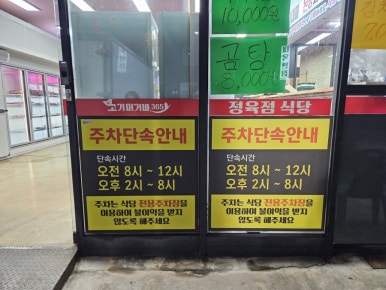 10,000원
곰탕
8,000원
고기먹기바.365
정육점 식당
주차단속안내
단속시간
오전 8시 ~ 12시
오후 2시 ~ 8시
주차는 식당 전용주차장을
이용하여 불이익을 받지
않도록 해주세요
주차단속안내
단속시간
오전 8시 ~ 12시
오후 2시 ~ 8시
주차는 식당 전용주차장을
이용하여 불이익을 받지
않도록 해주세요